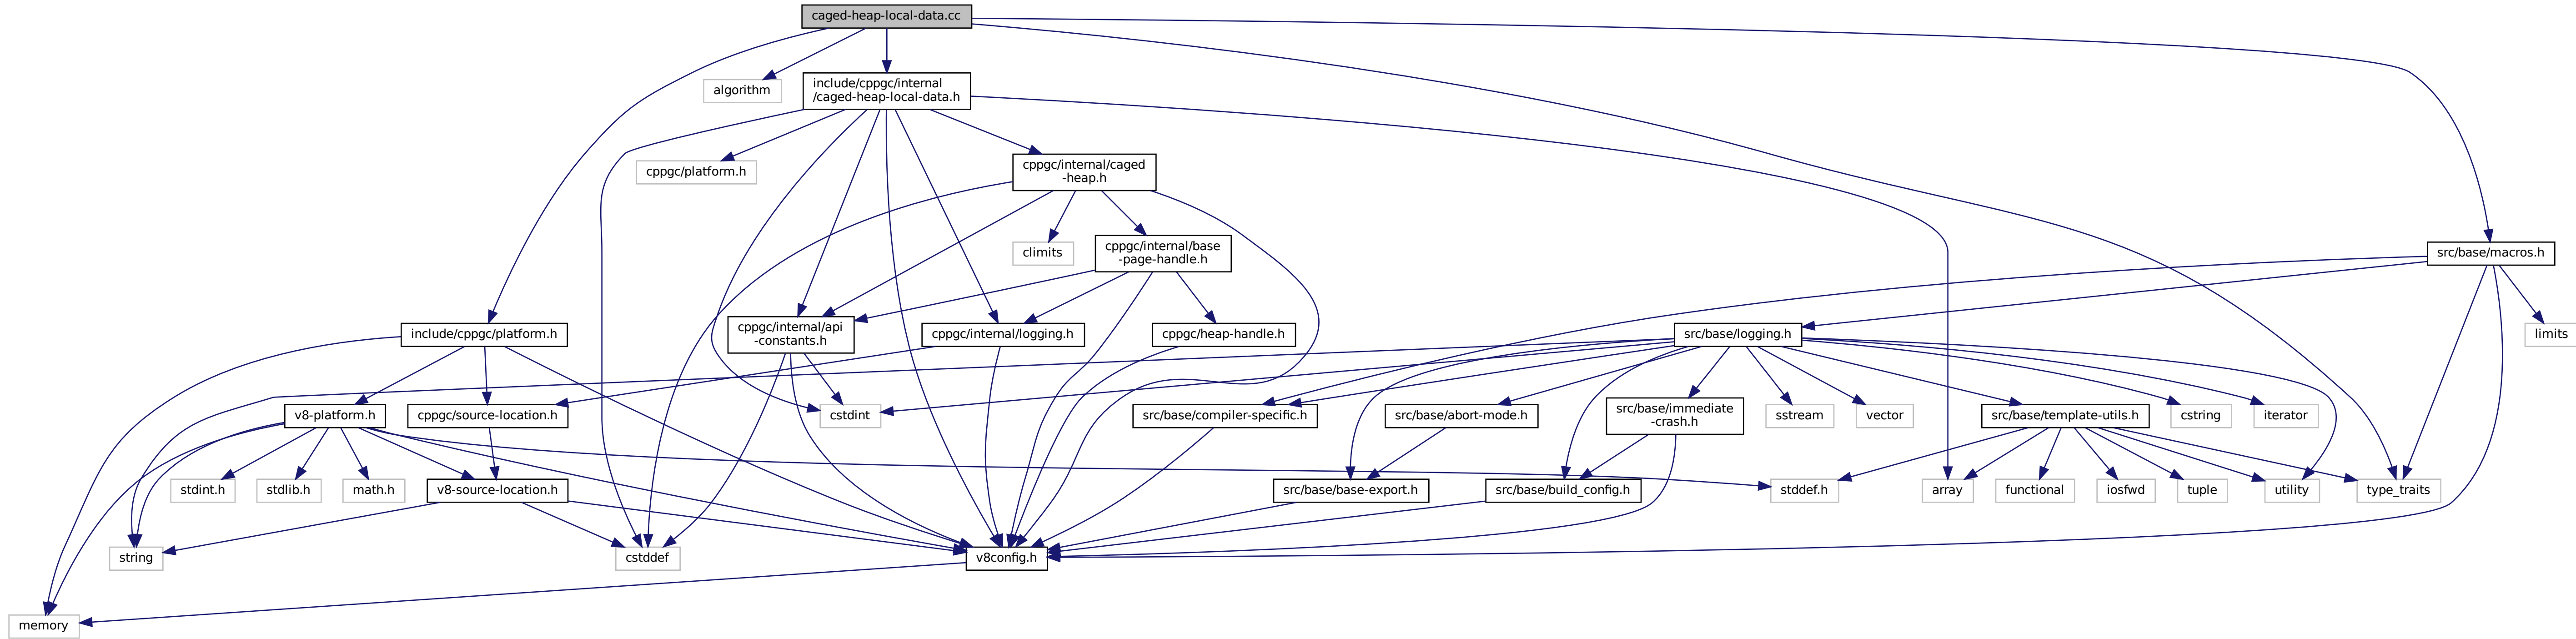 caged-heap-local-data.cc
algorithm
include/cppgc/internal
/caged-heap-local-data.h
cppgc/platform.h
cppgc/internal/caged
-heap.h
climits
cppgc/internal/base
-page-handle.h
src/base/macros.h
include/cppgc/platform.h
cppgc/internal/api
-constants.h
cppgc/internal/logging.h
cppgc/heap-handle.h
src/base/logging.h
limits
v8-platform.h
cppgc/source-location.h
cstdint
src/base/compiler-specific.h
src/base/abort-mode.h
src/base/immediate
-crash.h
sstream
vector
src/base/template-utils.h
cstring
iterator
stdint.h
stdlib.h
math.h
v8-source-location.h
src/base/base-export.h
src/base/build_config.h
stddef.h
array
functional
iosfwd
tuple
utility
type_traits
string
cstddef
v8config.h
memory